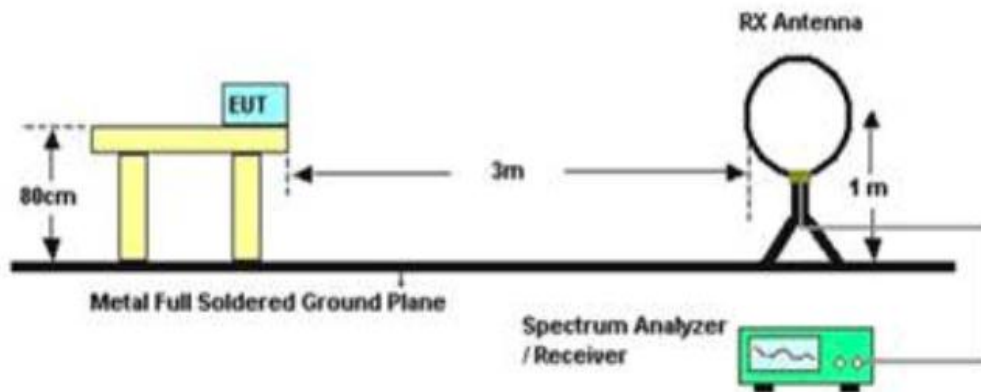 RX Antenna
EUT
80cm
3m
1 m
Metal Full Soldered Ground Plane
Spectrum Analyzer
/ Receiver